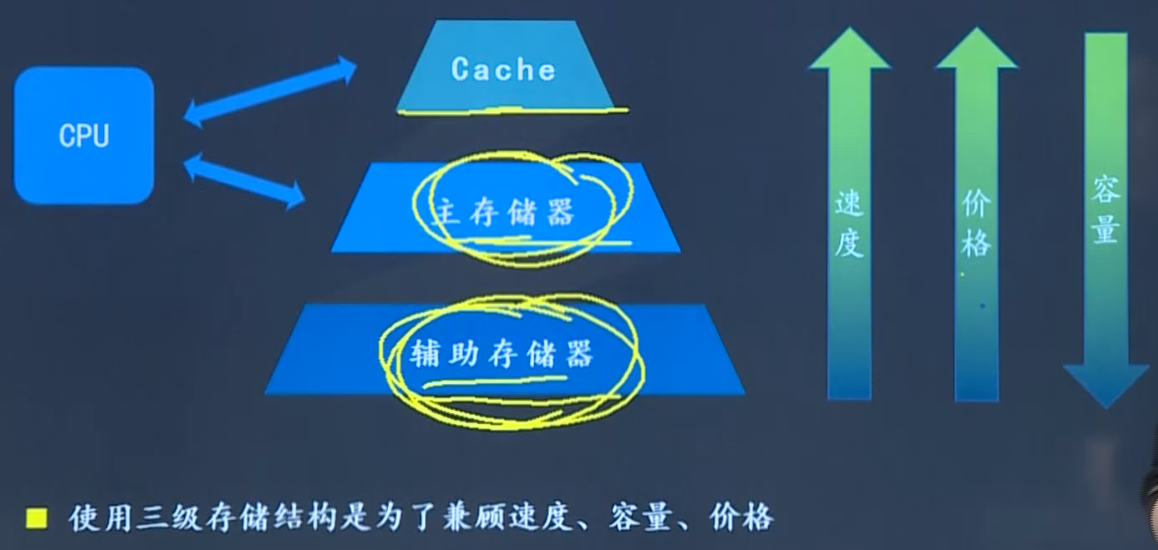 Cache
CPU
主存储器
辅助存储器
速度
价格
容量
使用三级存储结构是为了兼顾速度、容量、价格